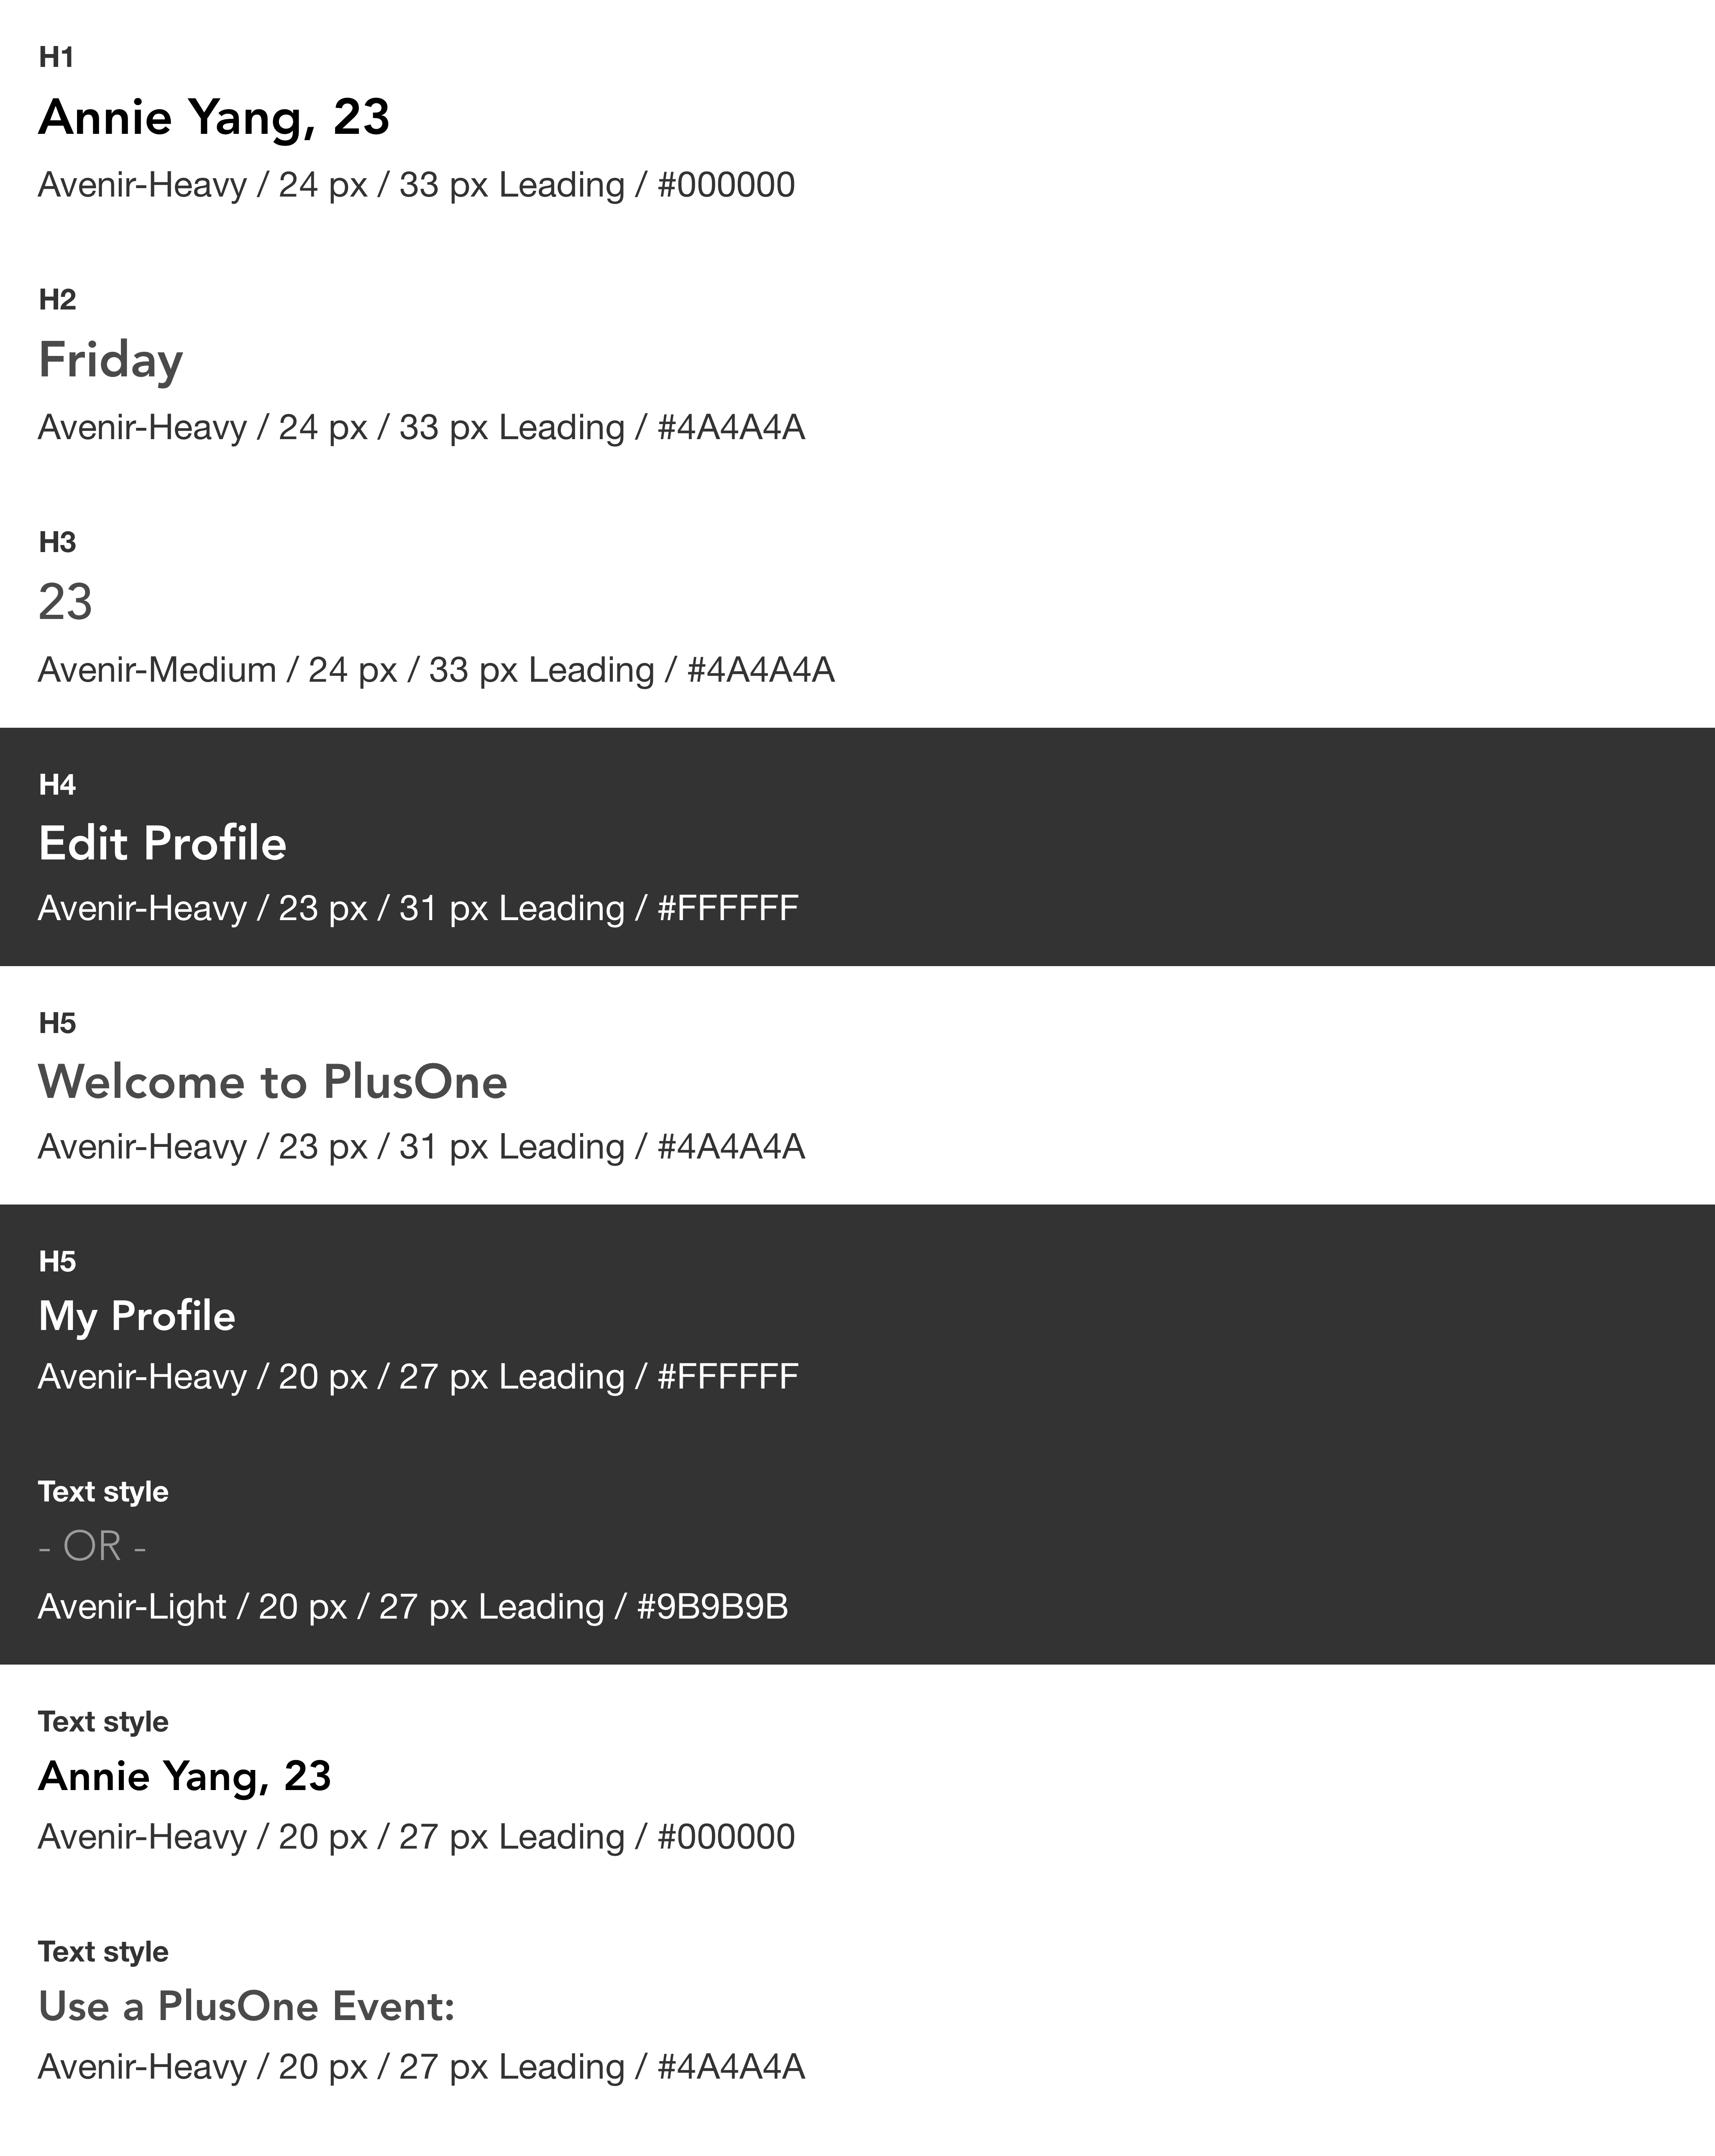 H1
Annie Yang, 23
Avenir-Heavy / 24 px / 33 px Leading / #000000
H2
Friday
Avenir-Heavy / 24 px / 33 px Leading / #4A4A4A
H3
23
Avenir-Medium / 24 px / 33 px Leading / #4A4A4A
H4
Edit Profile
Avenir-Heavy / 23 px / 31 px Leading / #FFFFFF
H5
Welcome to PlusOne
Avenir-Heavy / 23 px / 31 px Leading / #4A4A4A
H5
My Profile
Avenir-Heavy / 20 px / 27 px Leading / #FFFFFF
Text style
- OR -
Avenir-Light / 20 px / 27 px Leading / #9B9B9B
Text style
Annie Yang, 23
Avenir-Heavy / 20 px / 27 px Leading / #000000
Text style
Use a PlusOne Event:
Avenir-Heavy / 20 px / 27 px Leading / #4A4A4A